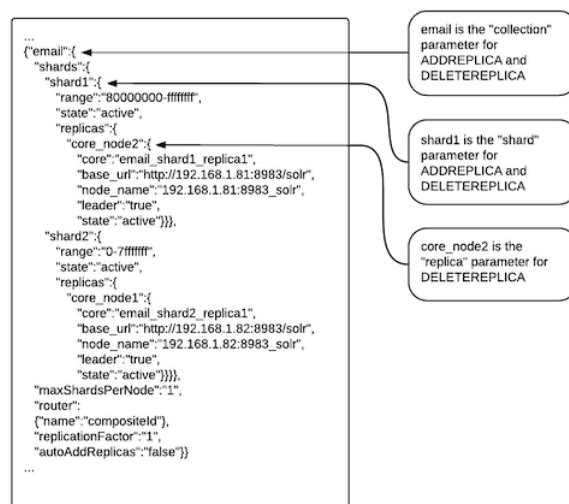 ...
{"email":{
"shards":{
"shard1":{
"range":"80000000-ffffffff",
"state":"active",
"replicas":{
"core_node2":{
"core":"email_shard1_replica1",
"base_url":"http://192.168.1.81:8983/solr",
"node_name":"192.168.1.81:8983_solr",
"leader":"true",
"state":"active"}}},
"shard2":{
"range":"0-7fffffff",
"state":"active",
"replicas":{
"core_node1":{
"core":"email_shard2_replica1",
"base_url":"http://192.168.1.82:8983/solr",
"node_name":"192.168.1.82:8983_solr",
"leader":"true",
"state":"active"}}}},
"maxShardsPerNode":"1",
"router":
{"name":"compositeId"},
"replicationFactor":"1",
"autoAddReplicas":"false"}}
...
email is the "collection"
parameter for
ADDREPLICA and
DELETEREPLICA
shard1 is the "shard"
parameter for
ADDREPLICA and
DELETEREPLICA
core_node2 is the
"replica" parameter for
DELETEREPLICA